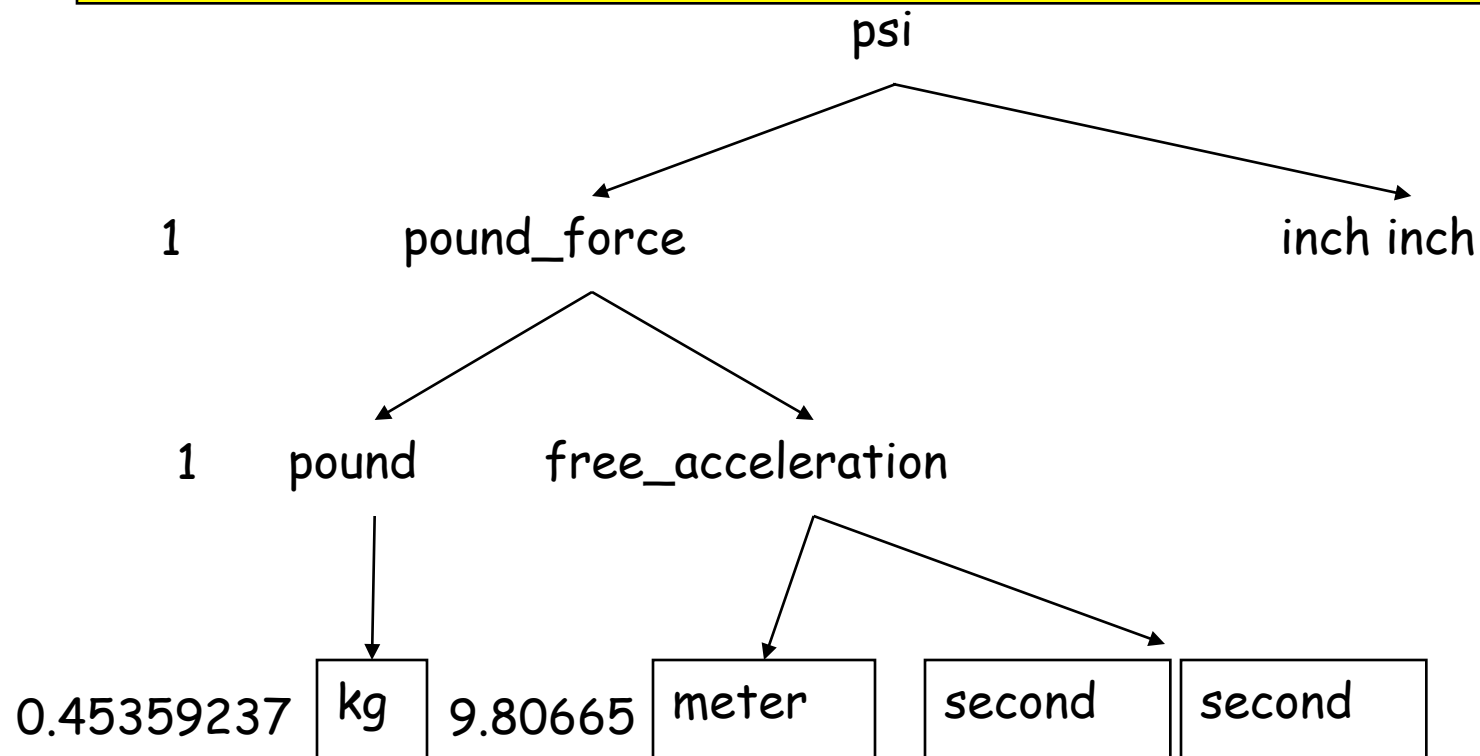 psi
1 pound_force inch inch
1 pound free_acceleration
0.45359237 kg 9.80665 meter second second